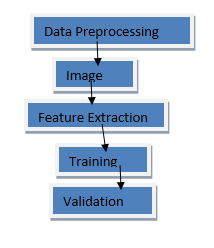 Data Preprocessing
Image
Feature Extraction
Training
Validation